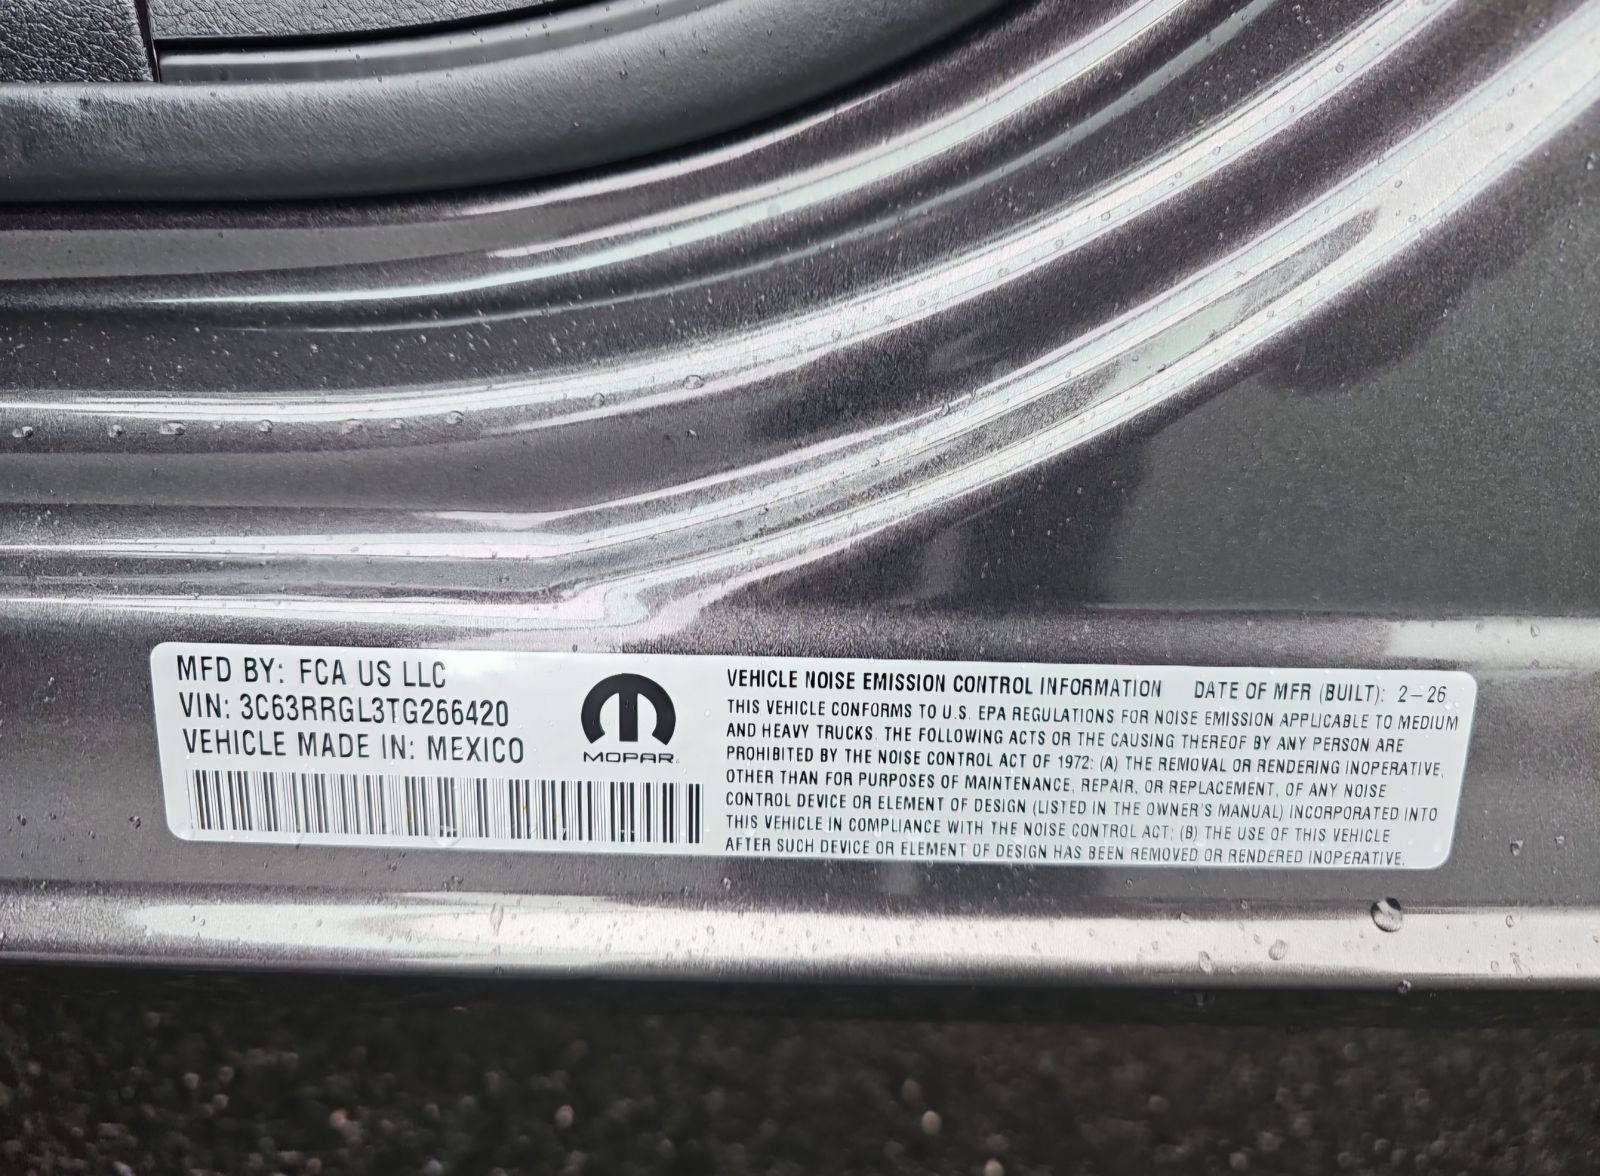 MFD BY: FCA US LLC
VIN: 3C63RRGL3TG266420
VEHICLE MADE IN: MEXICO
MOPAR
VEHICLE NOISE EMISSION CONTROL INFORMATION DATE OF MFR (BUILT): 2-26
THIS VEHICLE CONFORMS TO U.S. EPA REGULATIONS FOR NOISE EMISSION APPLICABLE TO MEDIUM
AND HEAVY TRUCKS. THE FOLLOWING ACTS OR THE CAUSING THEREOF BY ANY PERSON ARE
PROHIBITED BY THE NOISE CONTROL ACT OF 1972: (A) THE REMOVAL OR RENDERING INOPERATIVE,
OTHER THAN FOR PURPOSES OF MAINTENANCE, REPAIR, OR REPLACEMENT, OF ANY NOISE
CONTROL DEVICE OR ELEMENT OF DESIGN (LISTED IN THE OWNER'S MANUAL) INCORPORATED INTO
THIS VEHICLE IN COMPLIANCE WITH THE NOISE CONTROL ACT: (B) THE USE OF THIS VEHICLE
AFTER SUCH DEVICE OR ELEMENT OF DESIGN HAS BEEN REMOVED OR RENDERED INOPERATIVE.